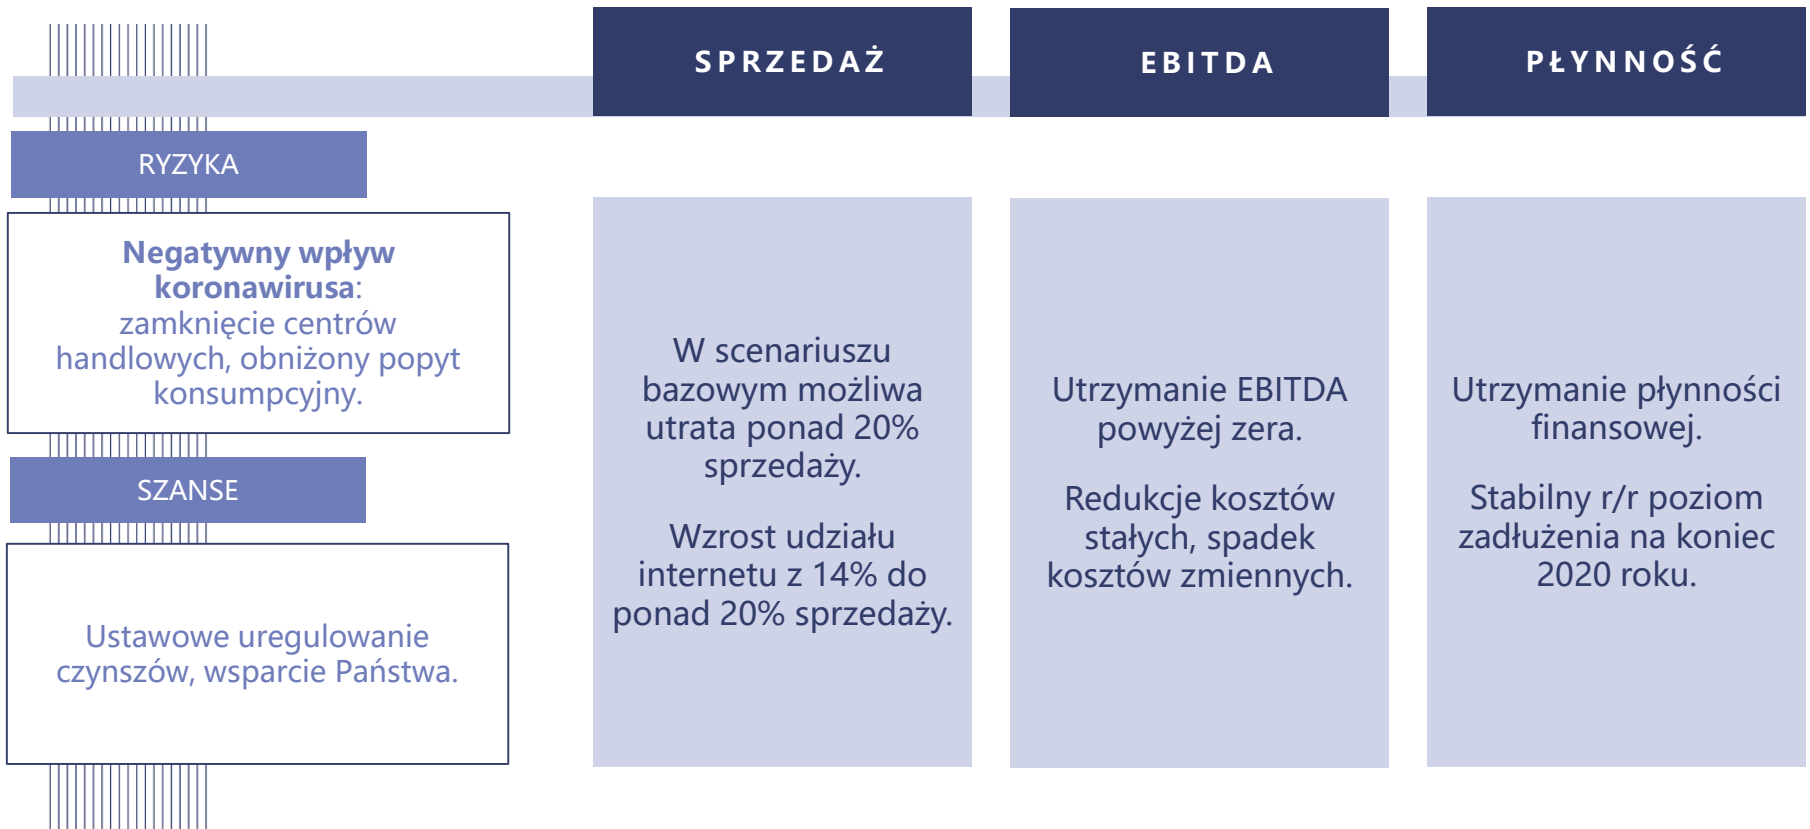 SPRZEDAŻ
EBITDA
PŁYNNOŚĆ
RYZYKA
Negatywny wpływ
koronawirusa:
zamknięcie centrów
handlowych, obniżony popyt
konsumpcyjny.
SZANSE
Ustawowe uregulowanie
czynszów, wsparcie Państwa.
W scenariuszu
bazowym możliwa
utrata ponad 20%
sprzedaży.
Wzrost udziału
internetu z 14% do
ponad 20% sprzedaży.
Utrzymanie EBITDA
powyżej zera.
Redukcje kosztów
stałych, spadek
kosztów zmiennych.
Utrzymanie płynności
finansowej.
Stabilny r/r poziom
zadłużenia na koniec
2020 roku.